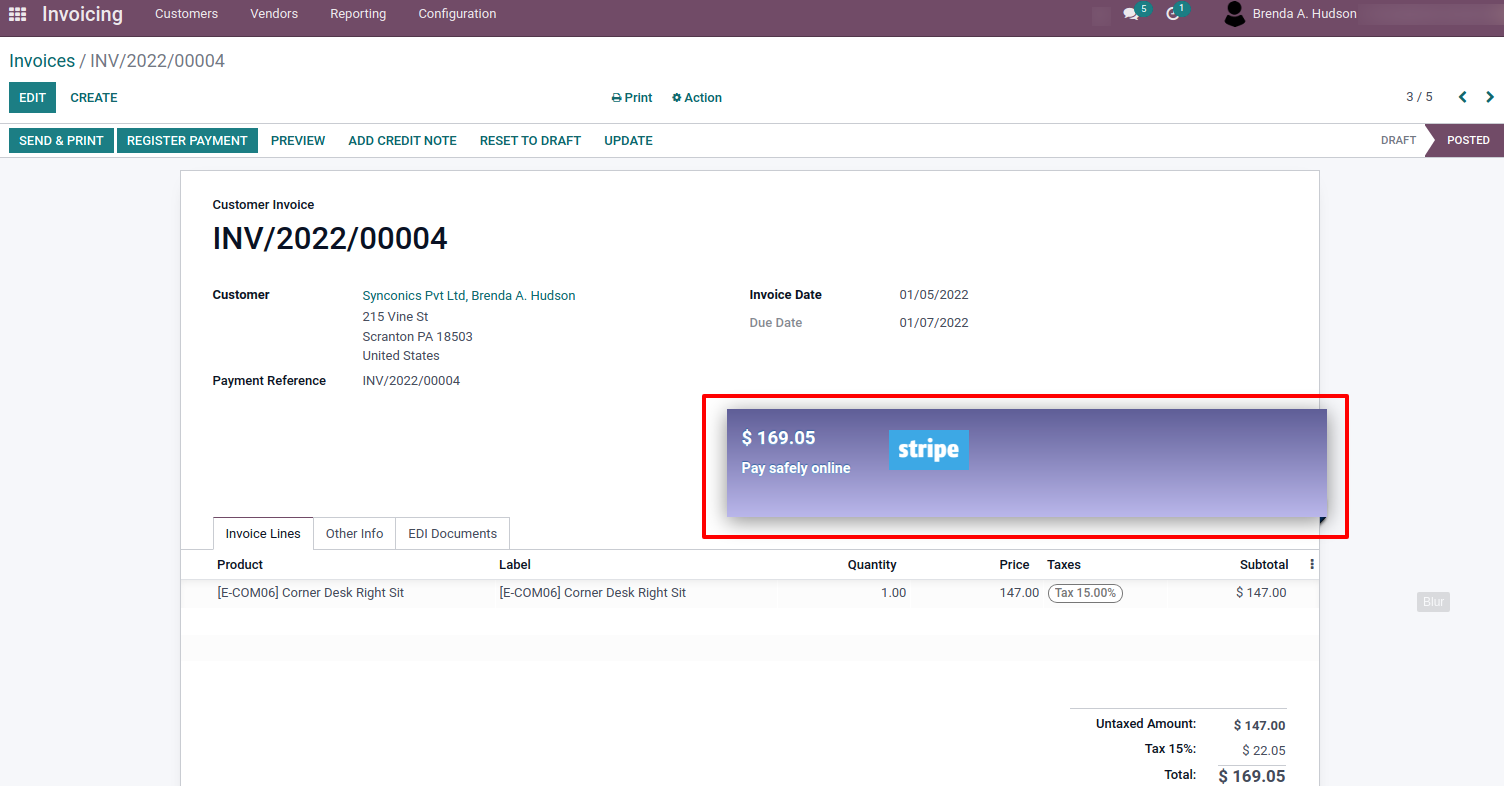 Invoicing Customers Vendors Reporting Configuration 5 1 Brenda A. Hudson
Invoices / INV/2022/00004
EDIT CREATE Print Action 3 / 5
SEND & PRINT REGISTER PAYMENT PREVIEW ADD CREDIT NOTE RESET TO DRAFT UPDATE DRAFT POSTED
Customer Invoice
INV/2022/00004
Customer Synconics Pvt Ltd, Brenda A. Hudson Invoice Date 01/05/2022
215 Vine St Due Date 01/07/2022
Scranton PA 18503
United States
Payment Reference INV/2022/00004
$ 169.05 stripe
Pay safely online
Invoice Lines Other Info EDI Documents
Product Label Quantity Price Taxes Subtotal
[E-COM06] Corner Desk Right Sit [E-COM06] Corner Desk Right Sit 1.00 147.00 Tax 15.00% $ 147.00
Blur
Untaxed Amount: $ 147.00
Tax 15%: $ 22.05
Total: $ 169.05